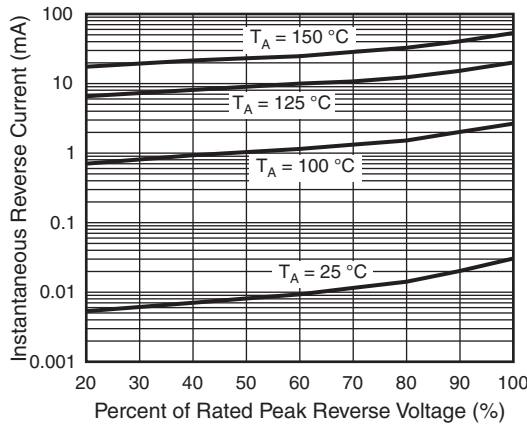 Instantaneous Reverse Current (mA)
100
10
1
0.1
0.01
0.001
T_A = 150 °C
T_A = 125 °C
T_A = 100 °C
T_A = 25 °C
20 30 40 50 60 70 80 90 100
Percent of Rated Peak Reverse Voltage (%)